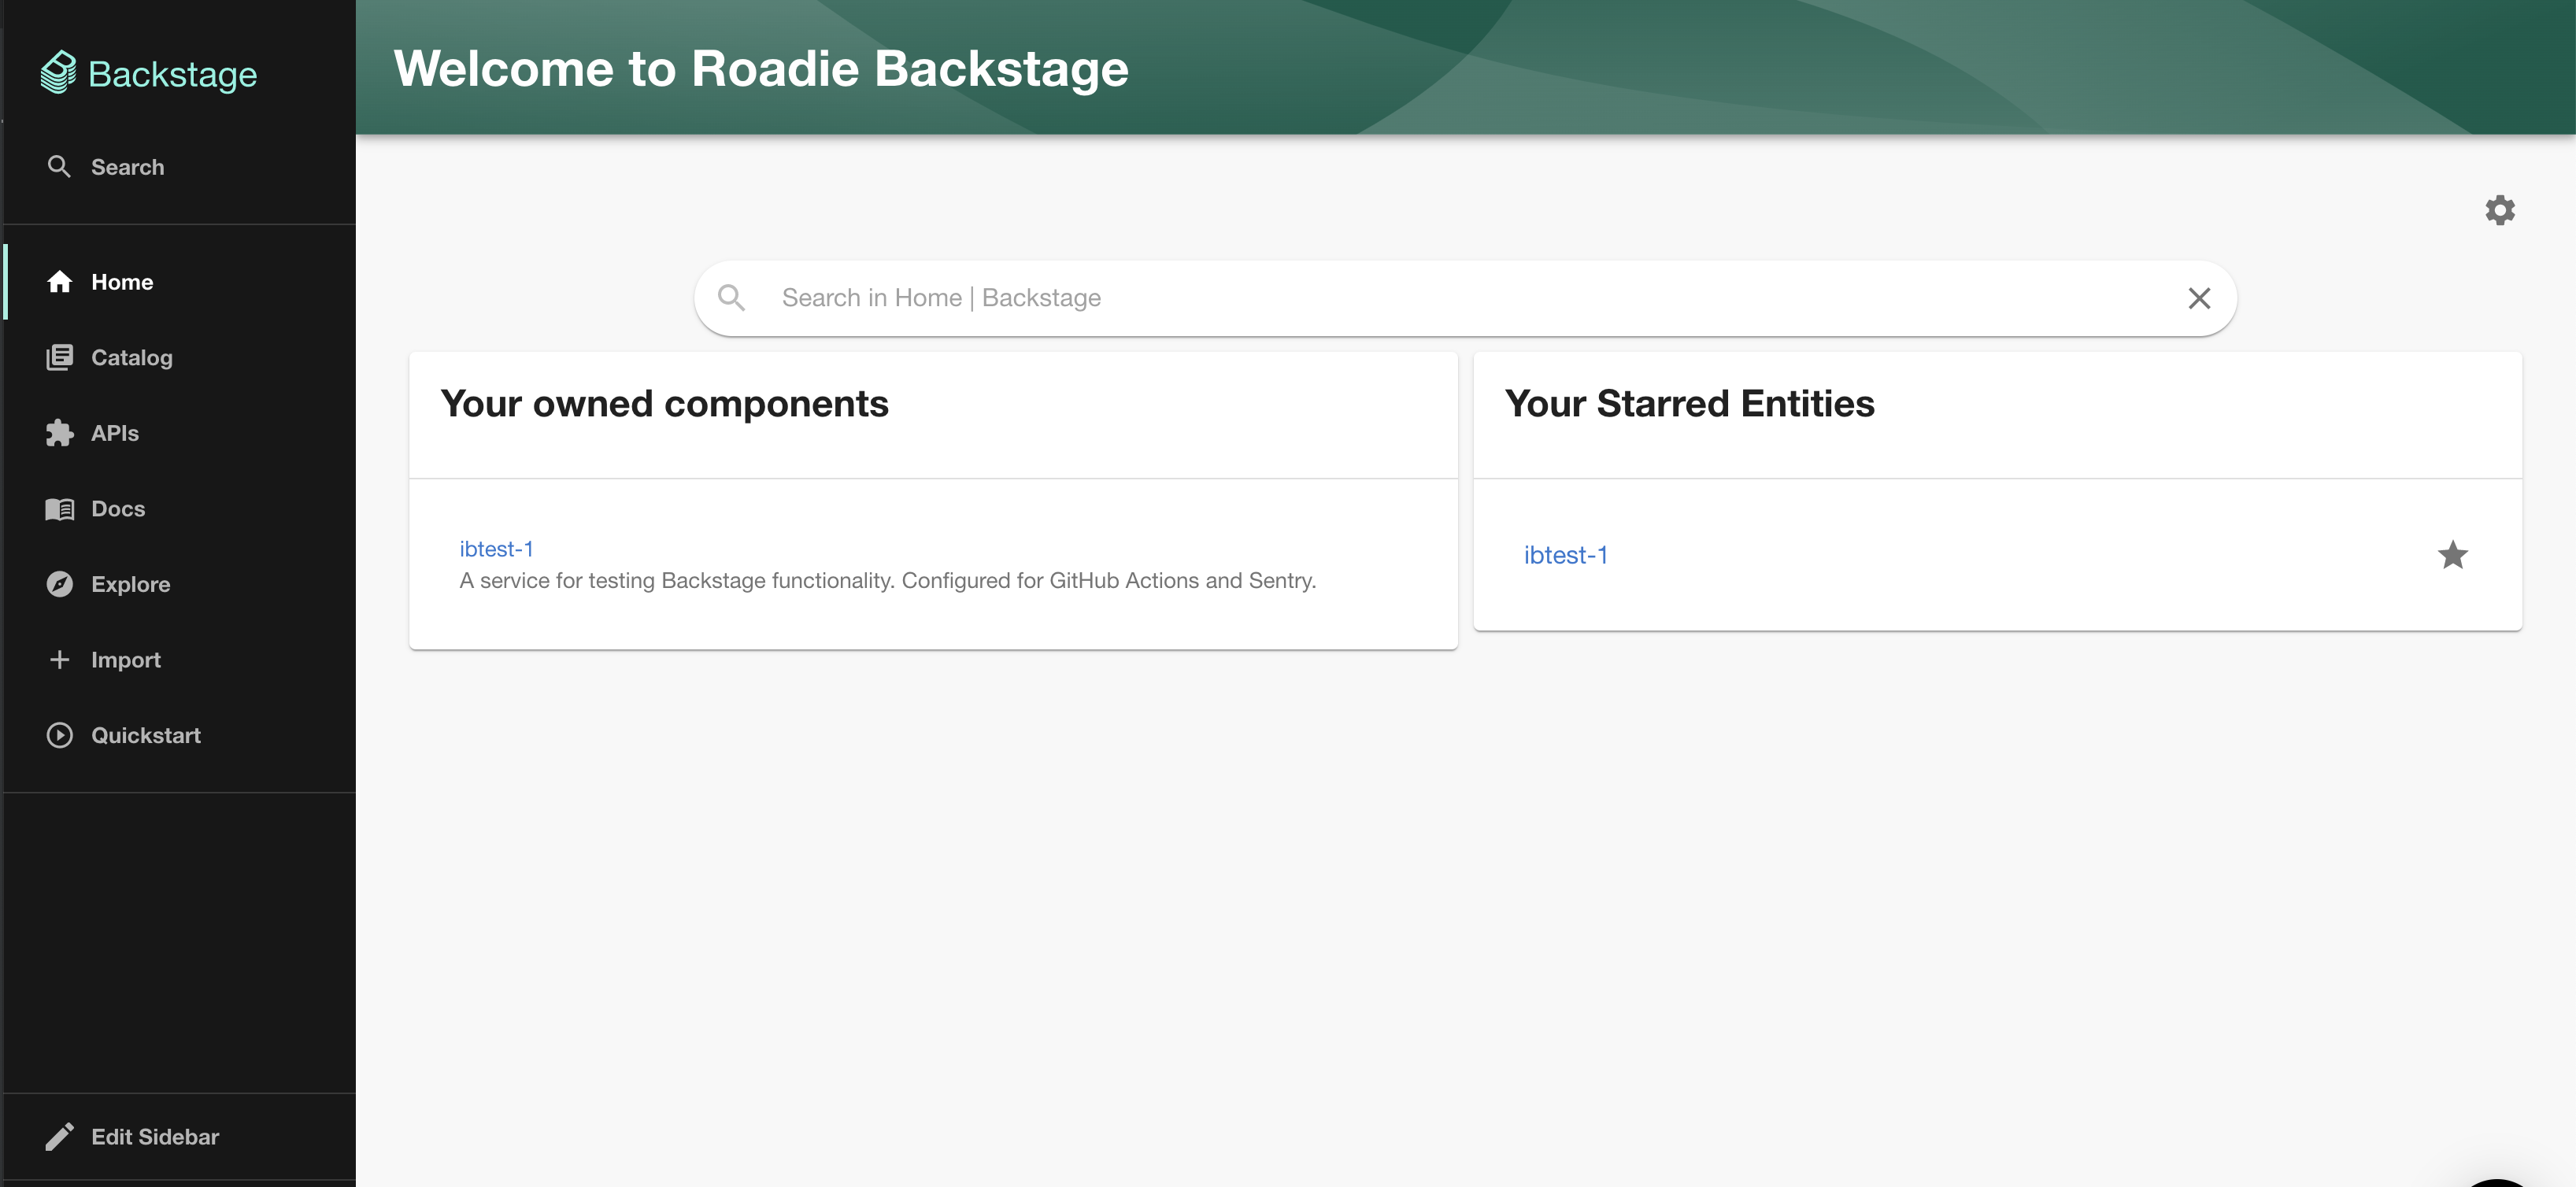 Backstage
Search
Home
Catalog
APIs
Docs
Explore
Import
Quickstart
Edit Sidebar
Welcome to Roadie Backstage
Search in Home | Backstage
Your owned components
ibtest-1
A service for testing Backstage functionality. Configured for GitHub Actions and Sentry.
Your Starred Entities
ibtest-1